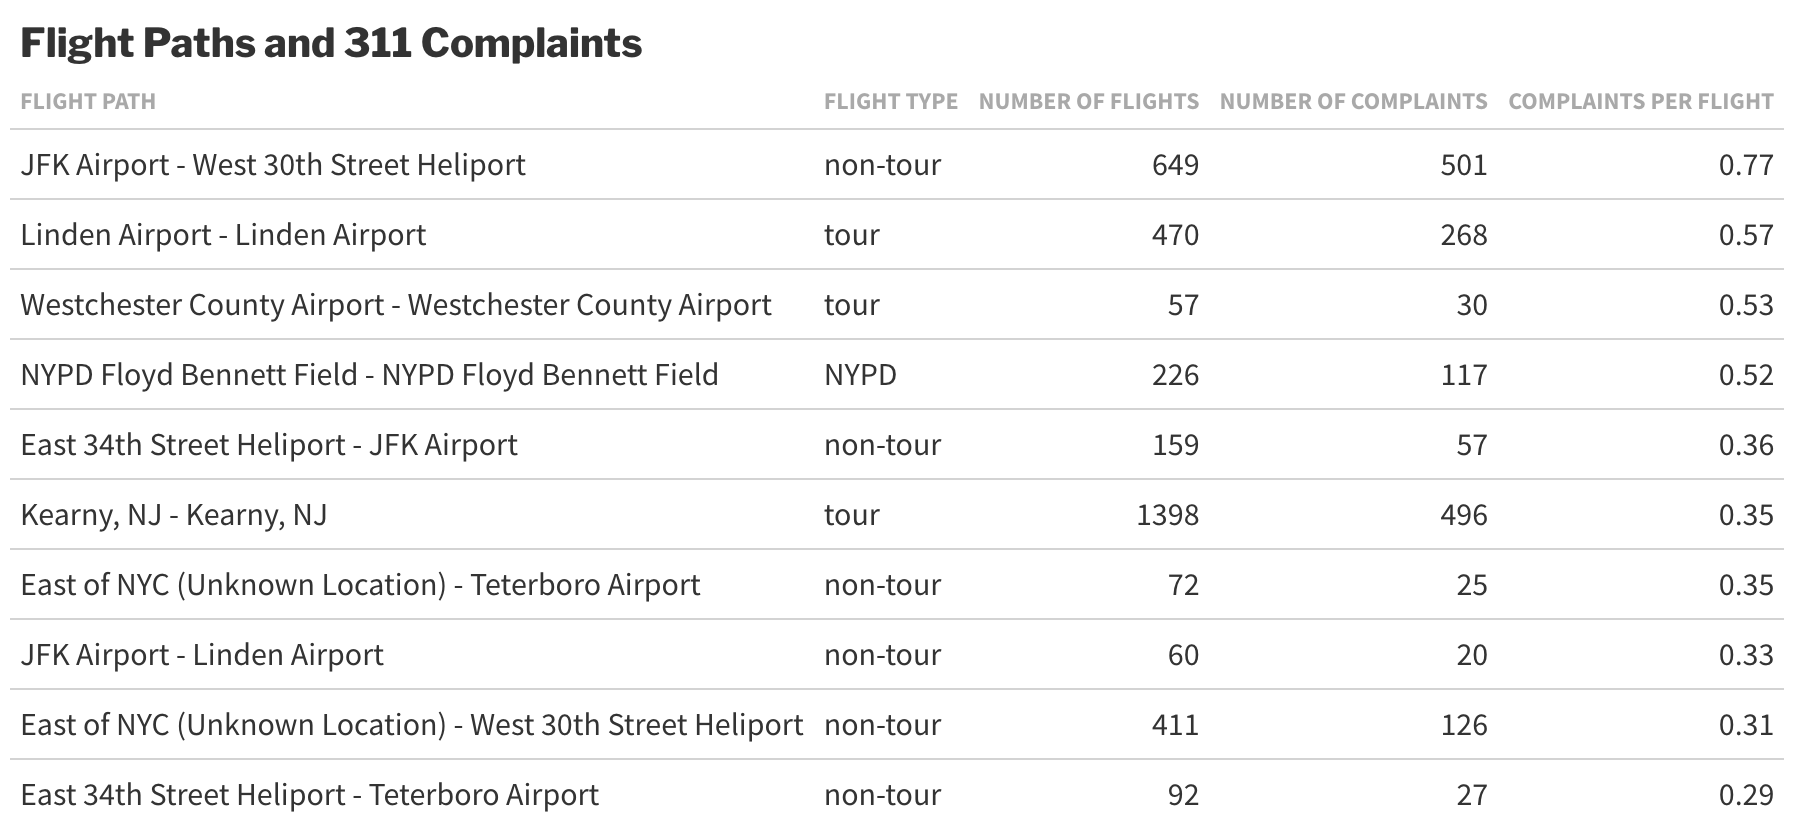 Flight Paths and 311 Complaints
FLIGHT PATH FLIGHT TYPE NUMBER OF FLIGHTS NUMBER OF COMPLAINTS COMPLAINTS PER FLIGHT
JFK Airport - West 30th Street Heliport non-tour 649 501 0.77
Linden Airport - Linden Airport tour 470 268 0.57
Westchester County Airport - Westchester County Airport tour 57 30 0.53
NYPD Floyd Bennett Field - NYPD Floyd Bennett Field NYPD 226 117 0.52
East 34th Street Heliport - JFK Airport non-tour 159 57 0.36
Kearny, NJ - Kearny, NJ tour 1398 496 0.35
East of NYC (Unknown Location) - Teterboro Airport non-tour 72 25 0.35
JFK Airport - Linden Airport non-tour 60 20 0.33
East of NYC (Unknown Location) - West 30th Street Heliport non-tour 411 126 0.31
East 34th Street Heliport - Teterboro Airport non-tour 92 27 0.29